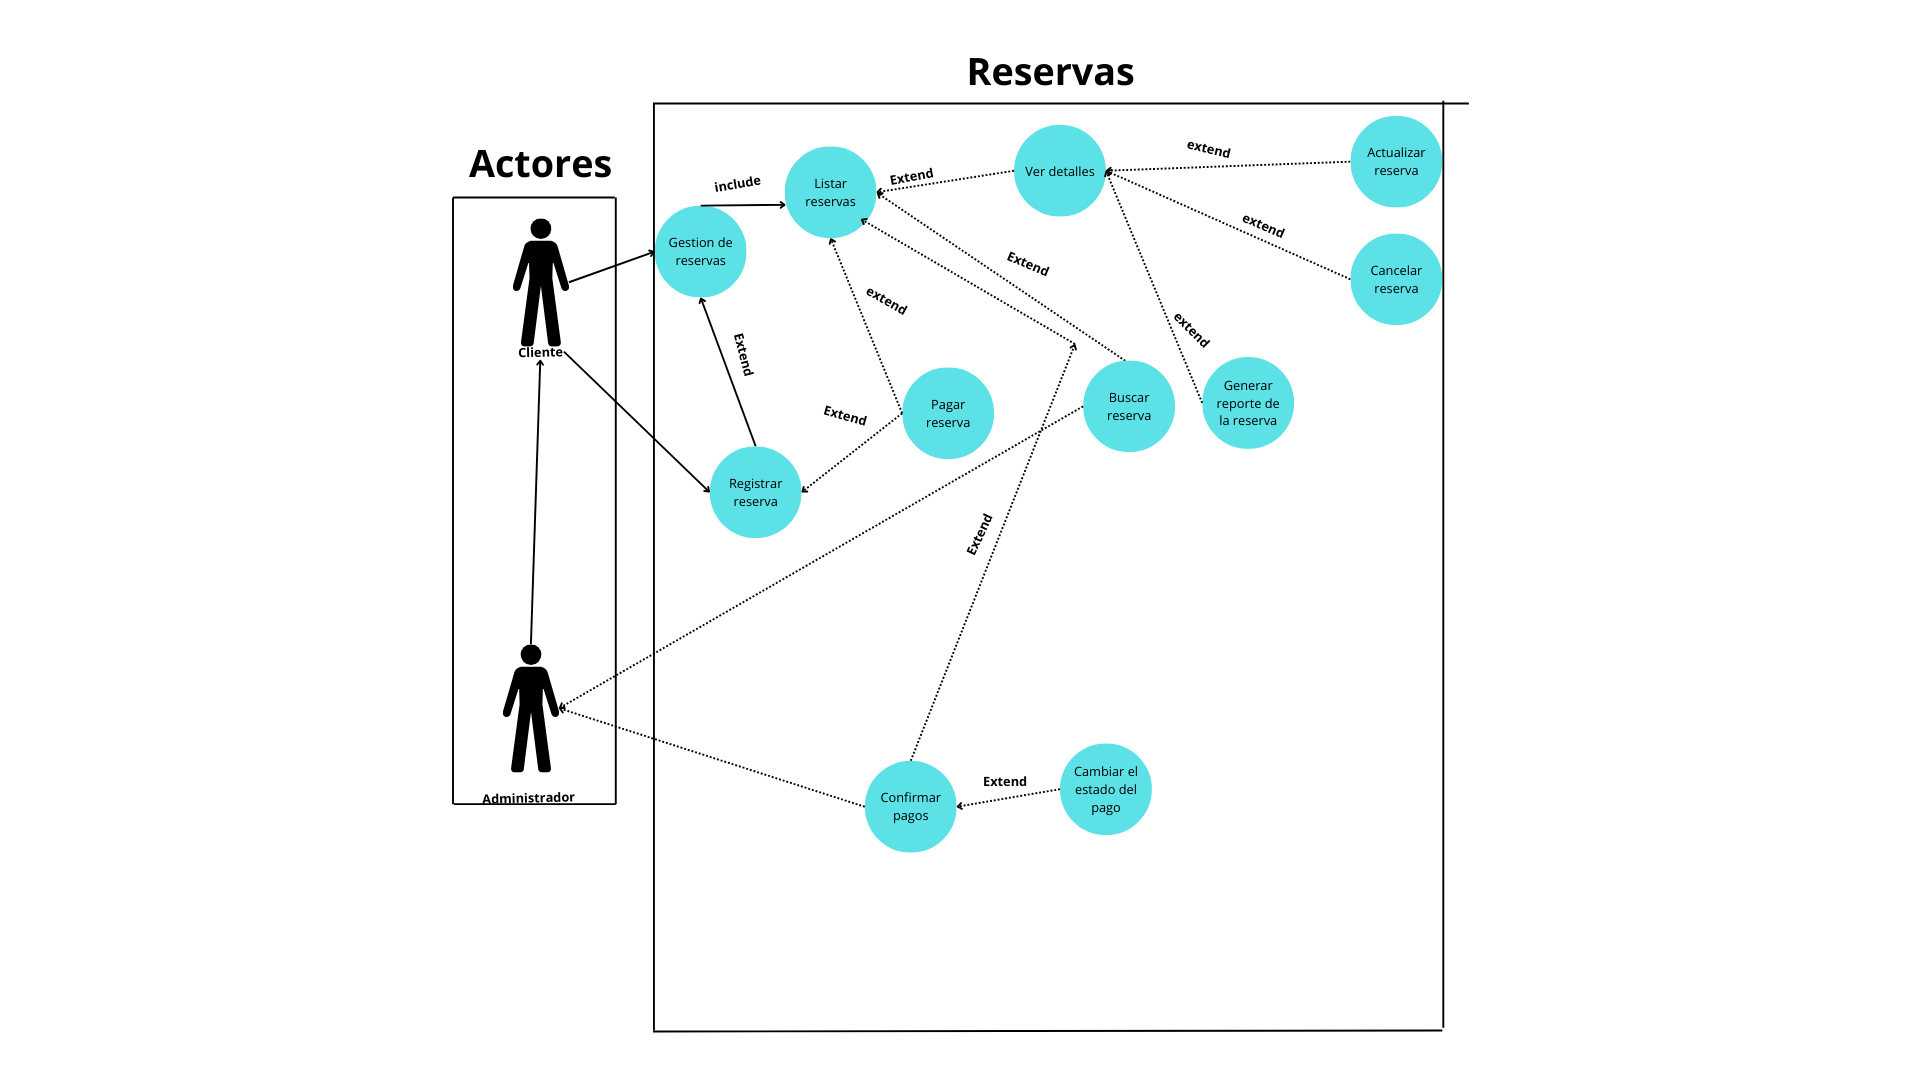 Reservas
Actores
Actualizar
reserva
extend
Ver detalles
Extend
Listar
reservas
include
Gestion de
reservas
extend
Cancelar
reserva
Extend
extend
extend
Cliente
Extend
Generar
reporte de
la reserva
Buscar
reserva
Pagar
reserva
Extend
Registrar
reserva
Extend
Cambiar el
estado del
pago
Extend
Confirmar
pagos
Administrador